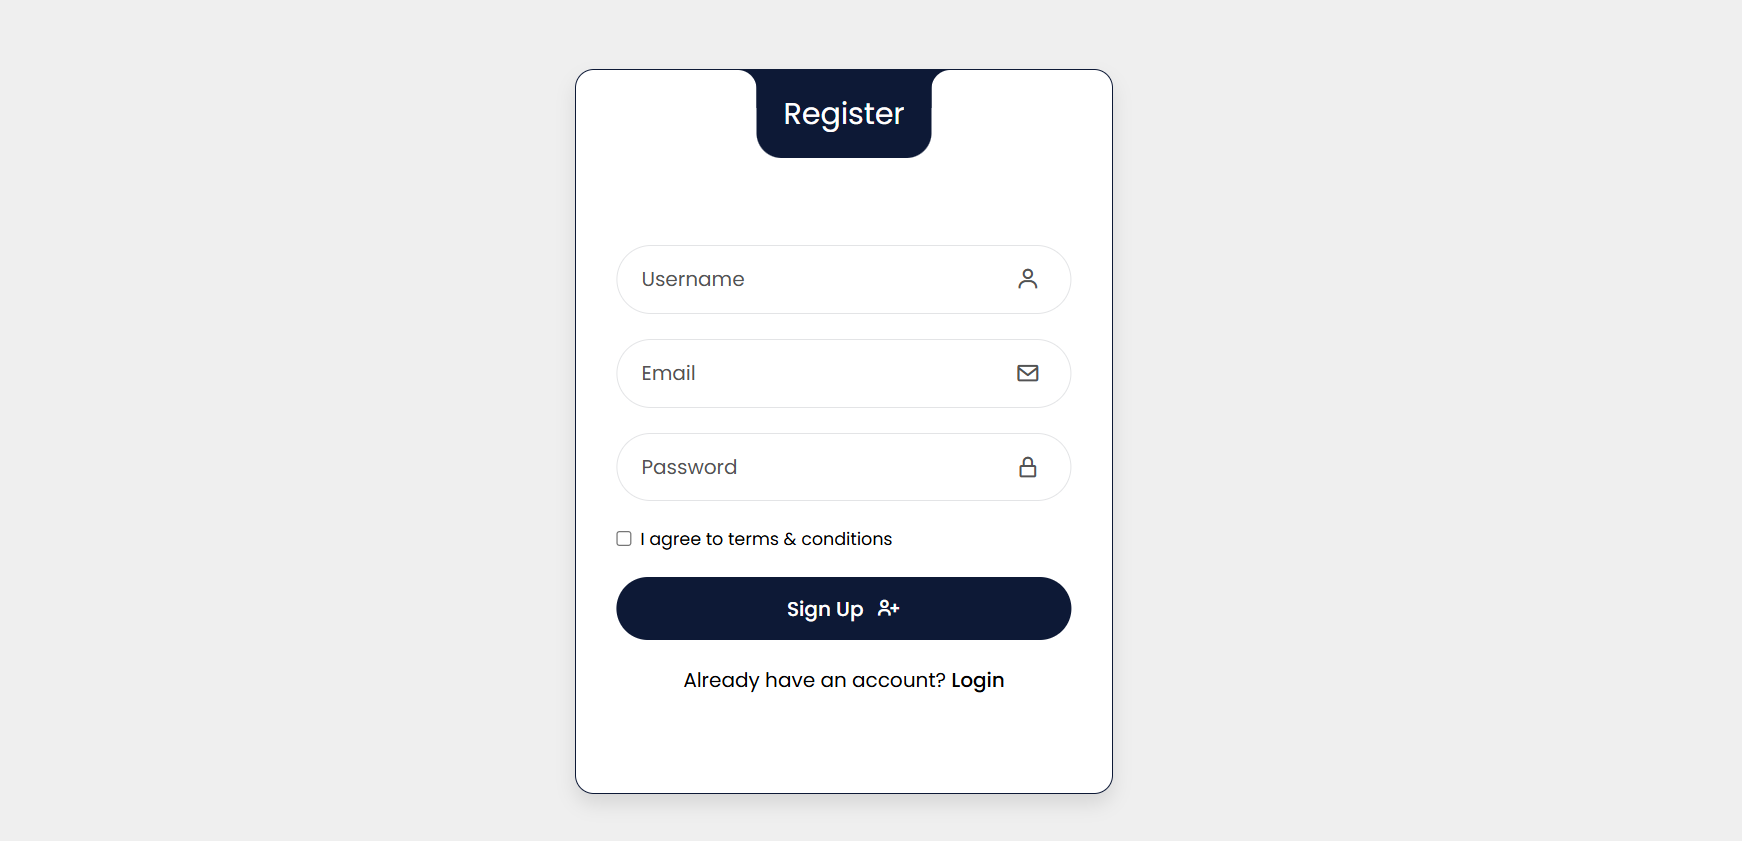 Register
Username
Email
Password
I agree to terms & conditions
Sign Up
Already have an account? Login